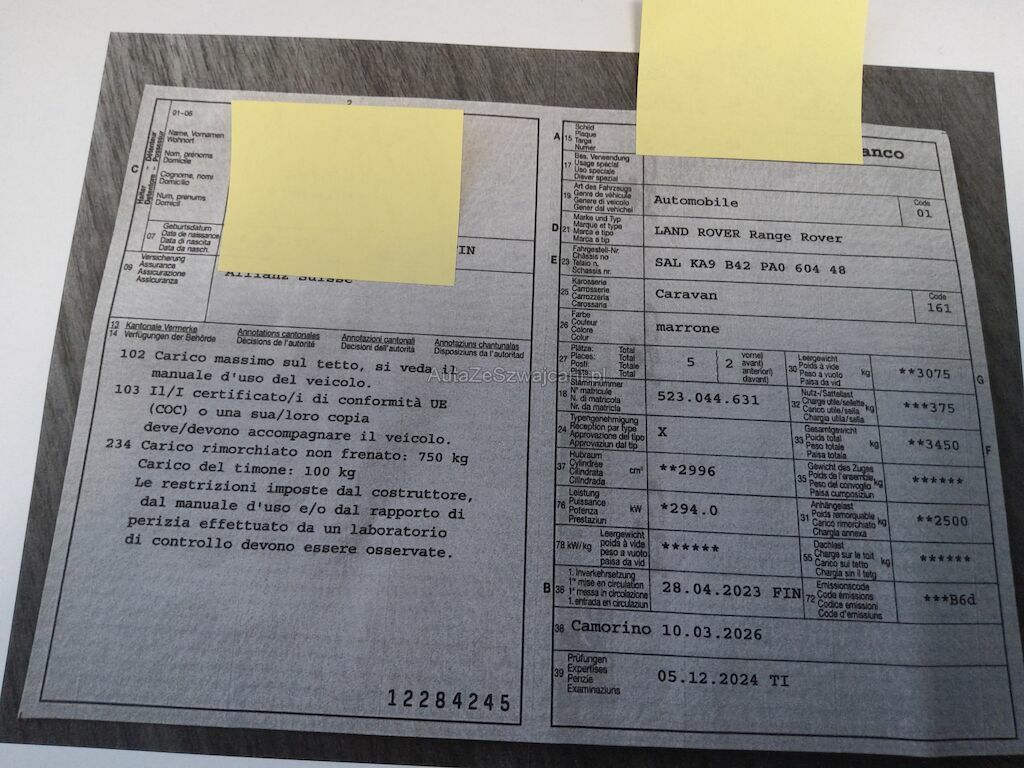 2
01-06
Name, Vornamen
Wohnort
Nom, prénoms
Domicile
Cognome, nomi
Domicilio
Num, prenums
Domicil
C
Halter
Détenteur
Detentore
Possessur
07
Geburtsdatum
Date de naissance
Data di nascita
Data da nasch.
IN
09
Versicherung
Assurance
Assicurazione
Assicuranza
Allianz Suisse
13 Kantonale Vermerke
14 Verfügungen der Behörde
Annotations cantonales
Décisions de l'autorité
Annotazioni cantonali
Decisioni dell'autorità
Annotaziuns chantunalas
Disposiziuns da l'autoritad
102 Carico massimo sul tetto, si veda il
manuale d'uso del veicolo.
103 Il/I certificato/i di conformità UE
(COC) o una sua/loro copia
deve/devono accompagnare il veicolo.
234 Carico rimorchiato non frenato: 750 kg
Carico del timone: 100 kg
Le restrizioni imposte dal costruttore,
dal manuale d'uso e/o dal rapporto di
perizia effettuato da un laboratorio
di controllo devono essere osservate.
12284245
A 15
Schild
Plaque
Targa
Numer
anco
17
Bes. Verwendung
Usage spécial
Uso speciale
Diever spezial
19
Art des Fahrzeugs
Genre de véhicule
Genere di veicolo
Gener dal vehichel
Automobile
Code
01
D 21
Marke und Typ
Marque et type
Marca e tipo
Marca e tip
LAND ROVER Range Rover
E 23
Fahrgestell-Nr.
Châssis no
Telaio n.
Schassis nr.
SAL KA9 B42 PA0 604 48
25
Karosserie
Carrosserie
Carrozzeria
Carossaria
Caravan
Code
161
26
Farbe
Couleur
Colore
Color
marrone
27
Plätze: Total
Places: Total
Posti Totale
Total
5 2
vorne)
avant)
anteriori)
davant)
30
Leergewicht
Poids à vide
Peso a vuoto
Paisa da vid
kg
**3075
G
18
Stammnummer
N° matricule
N. di matricola
Nr. da matricla
523.044.631
32
Nutz-/Sattellast
Charge utile/sellette
Carico utile/sella
Chargia utila/sella
kg
***375
24
Typengenehmigung
Réception par type
Approvazione del tipo
Approvaziun dal tip
X
33
Gesamtgewicht
Poids total
Peso totale
Paisa totala
kg
**3450
F
37
Hubraum
Cylindrée
Cilindrata
Cilindrada
cm³
**2996
35
Gewicht des Zuges
Poids de l'ensemble
Peso del convoglio
Paisa cumposiziun
kg
******
76
Leistung
Puissance
Potenza
Prestaziun
kW
*294.0
31
Anhängelast
Poids remorquable
Carico rimorchiato
Chargia annexa
kg
**2500
78 kW/kg
Leergewicht
poids à vide
peso a vuoto
paisa da vid
******
55
Dachlast
Charge sur le toit
Carico sul tetto
Chargia sin il tetg
kg
******
B 36
1. Inverkehrsetzung
1re mise en circulation
1a messa in circolazione
1. entrada en circulaziun
28.04.2023 FIN
72
Emissionscode
Code émissions
Codice emissioni
Code d'emissiuns
***B6d
38 Camorino 10.03.2026
39
Prüfungen
Expertises
Perizie
Examinaziuns
05.12.2024 TI
AutaZeSzwajcarii.pl